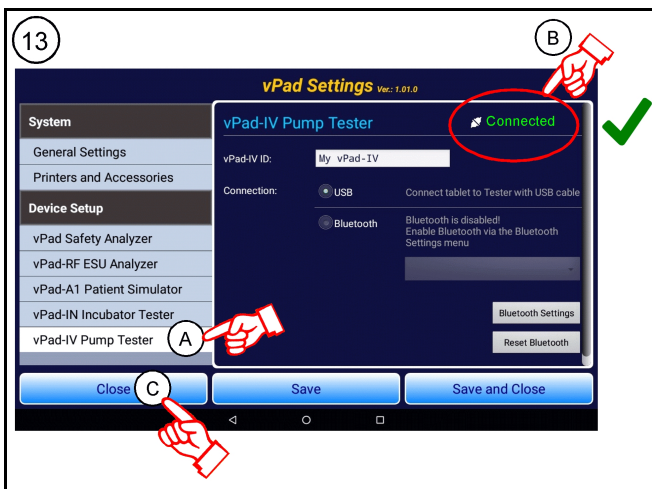 13
B
vPad Settings Ver.: 1.01.0
System
General Settings
Printers and Accessories
Device Setup
vPad Safety Analyzer
vPad-RF ESU Analyzer
vPad-A1 Patient Simulator
vPad-IN Incubator Tester
vPad-IV Pump Tester
A
vPad-IV Pump Tester
Connected
vPad-IV ID:
My vPad-IV
Connection:
USB
Connect tablet to Tester with USB cable
Bluetooth
Bluetooth is disabled!
Enable Bluetooth via the Bluetooth
Settings menu
Bluetooth Settings
Reset Bluetooth
Close
C
Save
Save and Close